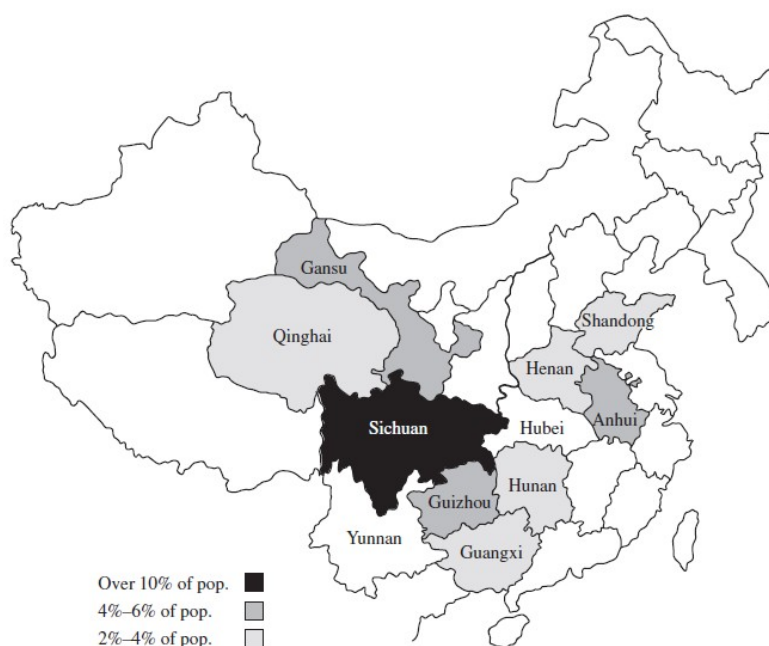 Gansu
Shandong
Qinghai
Henan
Sichuan
Hubei
Anhui
Hunan
Guizhou
Yunnan
Guangxi
Over 10% of pop.
4%–6% of pop.
2%–4% of pop.